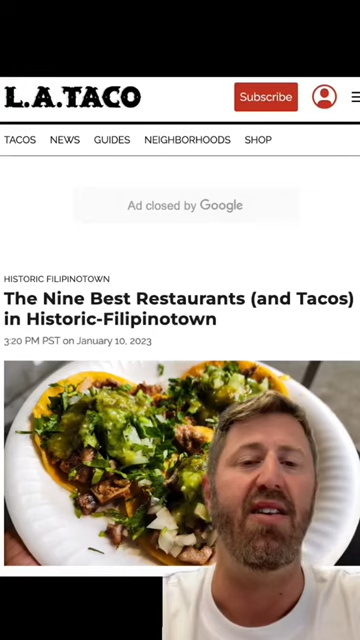 L.A. TACO
Subscribe
TACOS NEWS GUIDES NEIGHBORHOODS SHOP
Ad closed by Google
HISTORIC FILIPINOTOWN
The Nine Best Restaurants (and Tacos)
in Historic-Filipinotown
3:20 PM PST on January 10, 2023